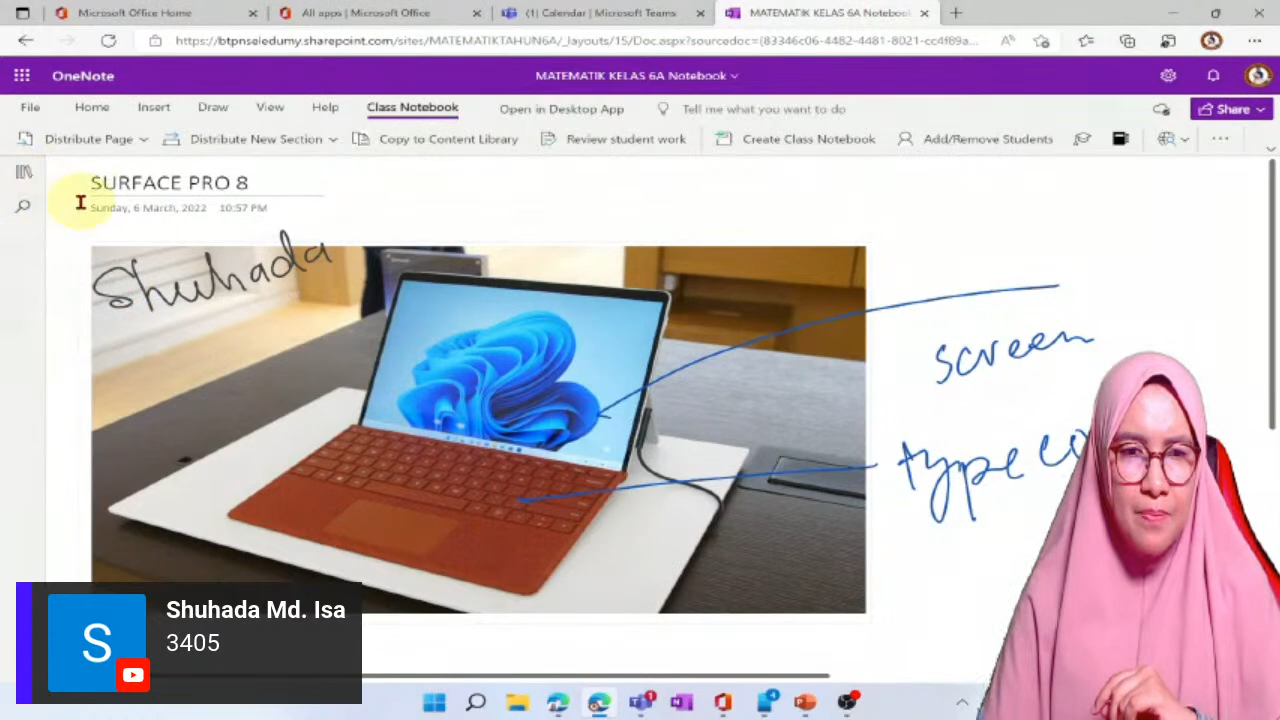 Microsoft Office Home
All apps | Microsoft Office
(1) Calendar | Microsoft Teams
MATEMATIK KELAS 6A Notebook
https://btpnseledumy.sharepoint.com/sites/MATEMATIKTAHUN6A/_layouts/15/Doc.aspx?sourcedoc={83346c06-4482-4481-8021-cc4f89a...
OneNote
MATEMATIK KELAS 6A Notebook
File Home Insert Draw View Help Class Notebook Open in Desktop App Tell me what you want to do Share
Distribute Page Distribute New Section Copy to Content Library Review student work Create Class Notebook Add/Remove Students
SURFACE PRO 8
Sunday, 6 March, 2022 10:57 PM
Shuhada
screen
type co
Shuhada Md. Isa
S
3405